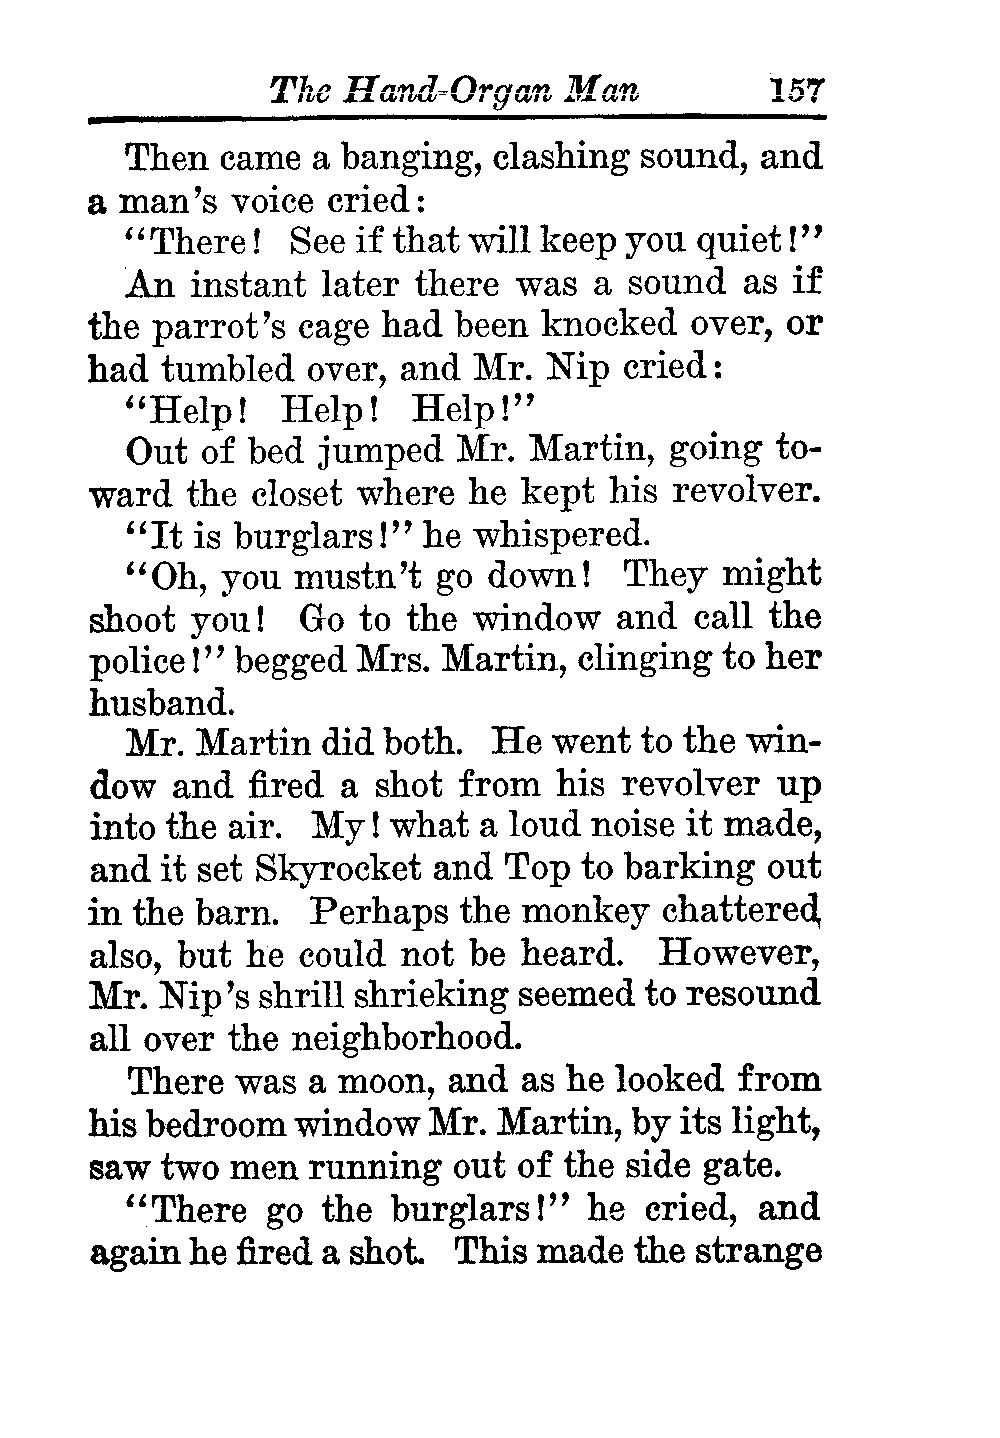 The Hand-Organ Man 157
Then came a banging, clashing sound, and
a man's voice cried:
"There! See if that will keep you quiet!"
An instant later there was a sound as if
the parrot's cage had been knocked over, or
had tumbled over, and Mr. Nip cried:
"Help! Help! Help!"
Out of bed jumped Mr. Martin, going to-
ward the closet where he kept his revolver.
"It is burglars!" he whispered.
"Oh, you mustn't go down! They might
shoot you! Go to the window and call the
police!" begged Mrs. Martin, clinging to her
husband.
Mr. Martin did both. He went to the win-
dow and fired a shot from his revolver up
into the air. My! what a loud noise it made,
and it set Skyrocket and Top to barking out
in the barn. Perhaps the monkey chattered,
also, but he could not be heard. However,
Mr. Nip's shrill shrieking seemed to resound
all over the neighborhood.
There was a moon, and as he looked from
his bedroom window Mr. Martin, by its light,
saw two men running out of the side gate.
"There go the burglars!" he cried, and
again he fired a shot. This made the strange